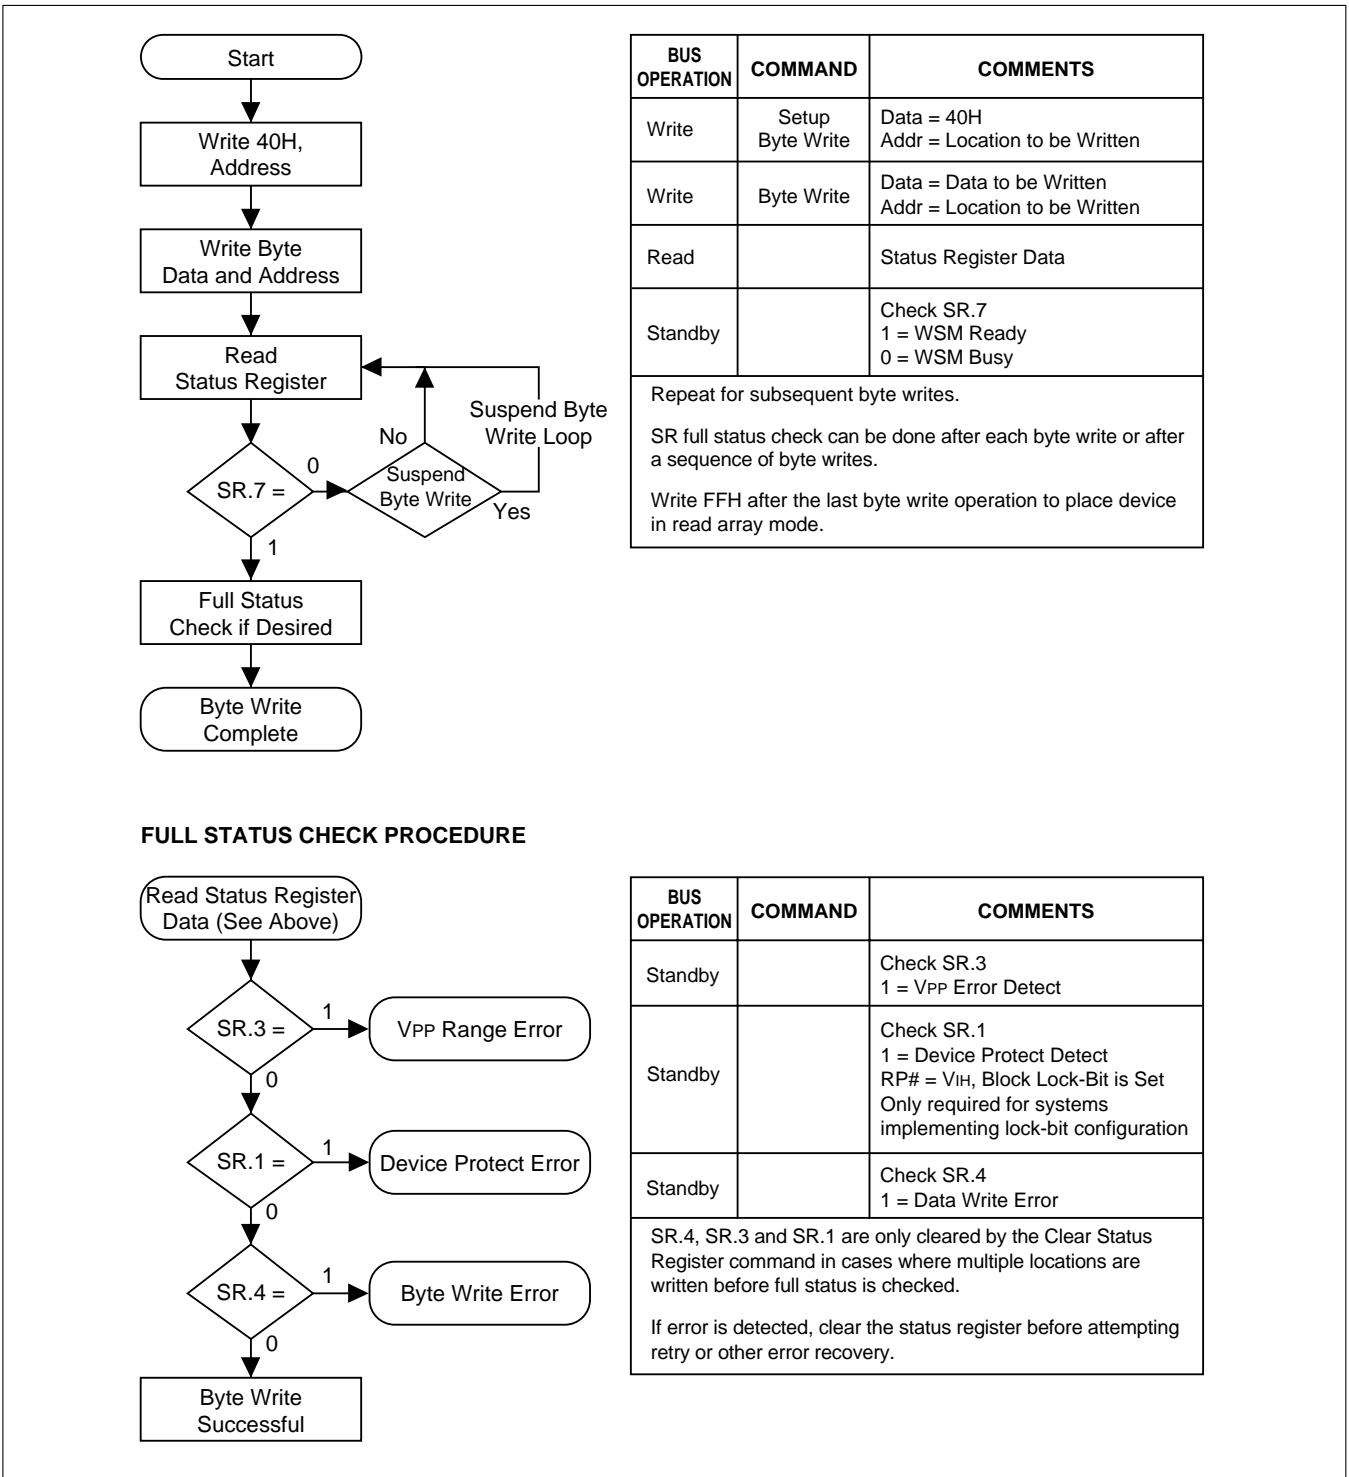 Start
Write 40H,
Address
Write Byte
Data and Address
Read
Status Register
SR.7 =
0
1
No
Suspend
Byte Write
Yes
Suspend Byte
Write Loop
Full Status
Check if Desired
Byte Write
Complete
BUS
OPERATION
COMMAND
COMMENTS
Write
Setup
Byte Write
Data = 40H
Addr = Location to be Written
Write
Byte Write
Data = Data to be Written
Addr = Location to be Written
Read
Status Register Data
Standby
Check SR.7
1 = WSM Ready
0 = WSM Busy
Repeat for subsequent byte writes.
SR full status check can be done after each byte write or after
a sequence of byte writes.
Write FFH after the last byte write operation to place device
in read array mode.
FULL STATUS CHECK PROCEDURE
Read Status Register
Data (See Above)
SR.3 =
1
VPP Range Error
0
SR.1 =
1
Device Protect Error
0
SR.4 =
1
Byte Write Error
0
Byte Write
Successful
BUS
OPERATION
COMMAND
COMMENTS
Standby
Check SR.3
1 = VPP Error Detect
Standby
Check SR.1
1 = Device Protect Detect
RP# = VIH, Block Lock-Bit is Set
Only required for systems
implementing lock-bit configuration
Standby
Check SR.4
1 = Data Write Error
SR.4, SR.3 and SR.1 are only cleared by the Clear Status
Register command in cases where multiple locations are
written before full status is checked.
If error is detected, clear the status register before attempting
retry or other error recovery.